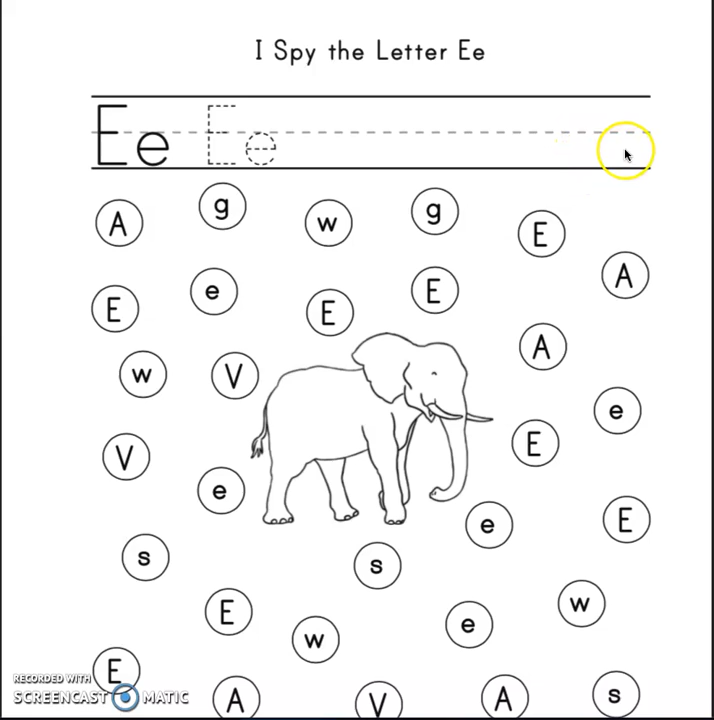 I Spy the Letter Ee
Ee Ee
A g w g E
A
E e E E
A
w V
e
V E
e
e E
s s
E w e w
E
A V A s
RECORDED WITH
SCREENCAST MATIC